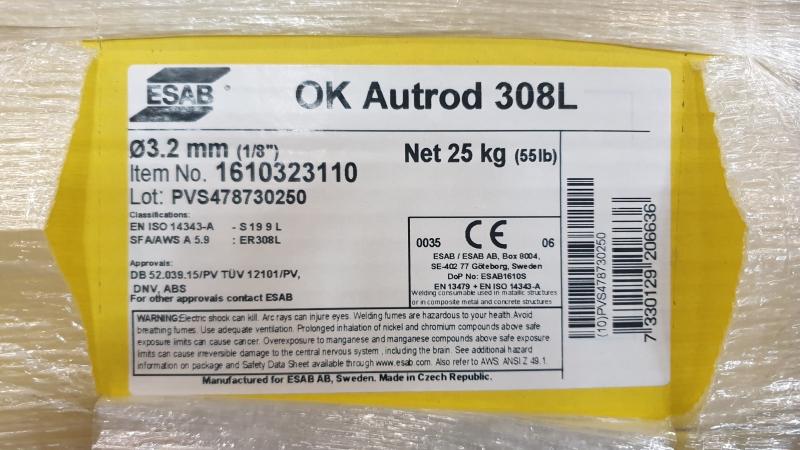 ESAB®
OK Autrod 308L
Ø3.2 mm (1/8")
Net 25 kg (55lb)
Item No. 1610323110
Lot: PVS478730250
Classifications:
EN ISO 14343-A - S 19 9 L
SFA/AWS A 5.9 : ER308L
Approvals:
DB 52.039.15/PV TÜV 12101/PV,
DNV, ABS
For other approvals contact ESAB
0035 CE 06
ESAB / ESAB AB, Box 8004,
SE-402 77 Göteborg, Sweden
DoP No: ESAB1610S
EN 13479 + EN ISO 14343-A
Welding consumable used in metallic structures
or in composite metal and concrete structures
WARNING:Electric shock can kill. Arc rays can injure eyes. Welding fumes are hazardous to your health.Avoid
breathing fumes. Use adequate ventilation. Prolonged inhalation of nickel and chromium compounds above safe
exposure limits can cause cancer. Overexposure to manganese and manganese compounds above safe exposure
limits can cause irreversible damage to the central nervous system , including the brain. See additional hazard
information on package and Safety Data Sheet available through www.esab.com. Also refer to AWS, ANSI Z 49.1.
Manufactured for ESAB AB, Sweden. Made in Czech Republic.
(10)PVS478730250
7 330129 206636